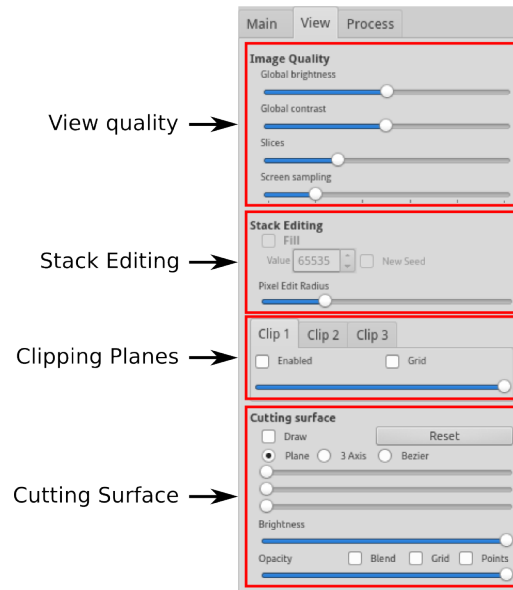 Main View Process
Image Quality
Global brightness
View quality
Global contrast
Slices
Screen sampling
Stack Editing
Fill
Stack Editing
Value 65535 New Seed
Pixel Edit Radius
Clip 1 Clip 2 Clip 3
Clipping Planes
Enabled Grid
Cutting surface
Draw Reset
Plane 3 Axis Bezier
Cutting Surface
Brightness
Opacity Blend Grid Points